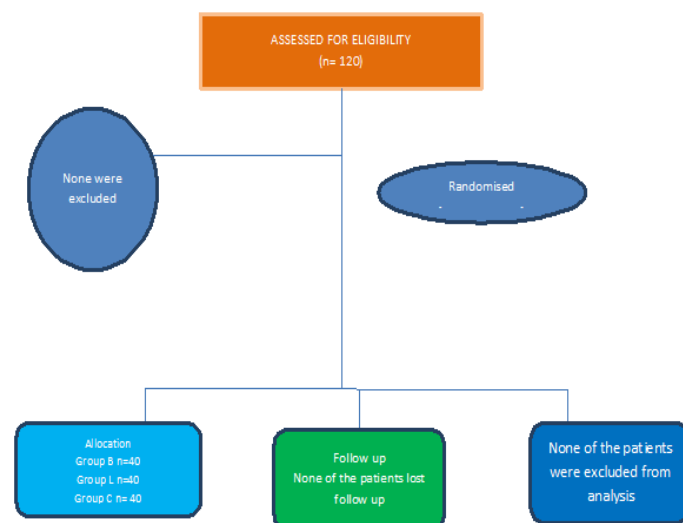 ASSESSED FOR ELIGIBILITY
(n= 120)
None were
excluded
Randomised
Allocation
Group B n=40
Group L n=40
Group C n= 40
Follow up
None of the patients lost
follow up
None of the patients
were excluded from
analysis